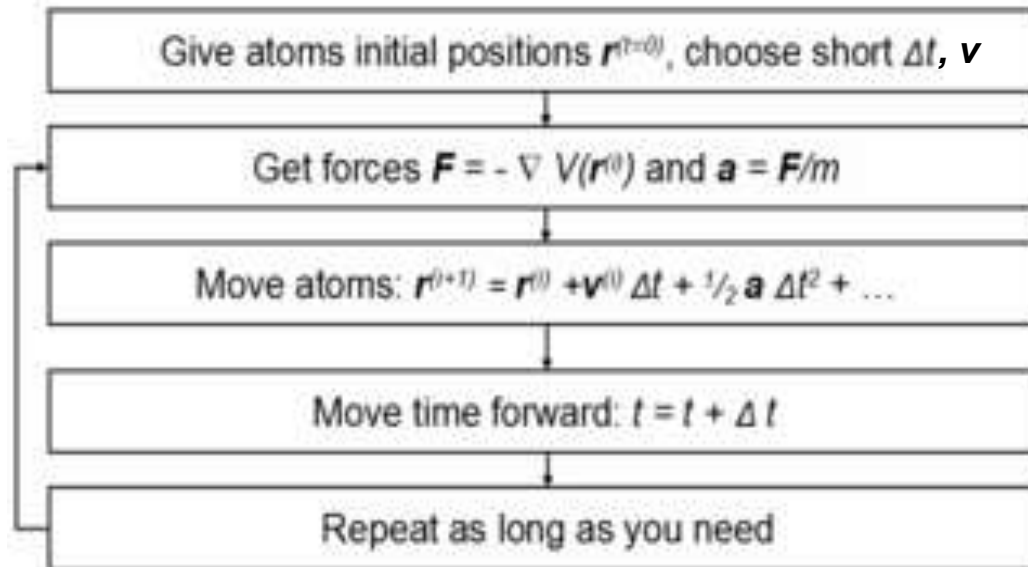 Give atoms initial positions r⁽ᵗ⁼⁰⁾, choose short Δt, v
Get forces F = - ∇ V(r⁽ⁱ⁾) and a = F/m
Move atoms: r⁽ⁱ⁺¹⁾ = r⁽ⁱ⁾ +v⁽ⁱ⁾ Δt + ¹/₂ a Δt² + ...
Move time forward: t = t + Δ t
Repeat as long as you need